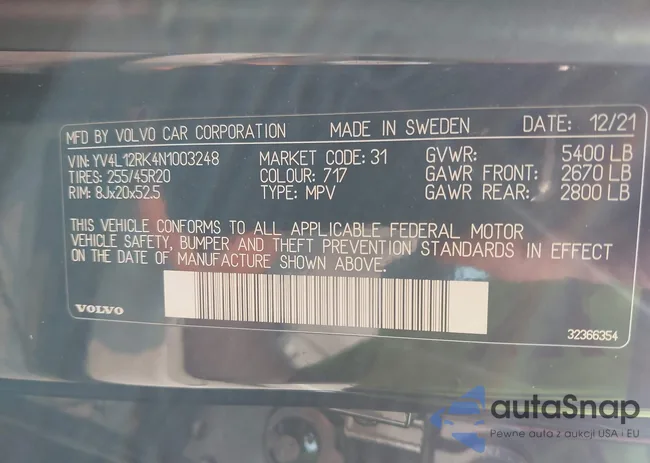 MFD BY VOLVO CAR CORPORATION MADE IN SWEDEN DATE: 12/21
VIN: YV4L12RK4N1003248 MARKET CODE: 31 GVWR: 5400 LB
TIRES: 255/45R20 COLOUR: 717 GAWR FRONT: 2670 LB
RIM: 8Jx20x52.5 TYPE: MPV GAWR REAR: 2800 LB
THIS VEHICLE CONFORMS TO ALL APPLICABLE FEDERAL MOTOR
VEHICLE SAFETY, BUMPER AND THEFT PREVENTION STANDARDS IN EFFECT
ON THE DATE OF MANUFACTURE SHOWN ABOVE.
VOLVO
32366354
autaSnap
Pewne auta z aukcji USA i EU